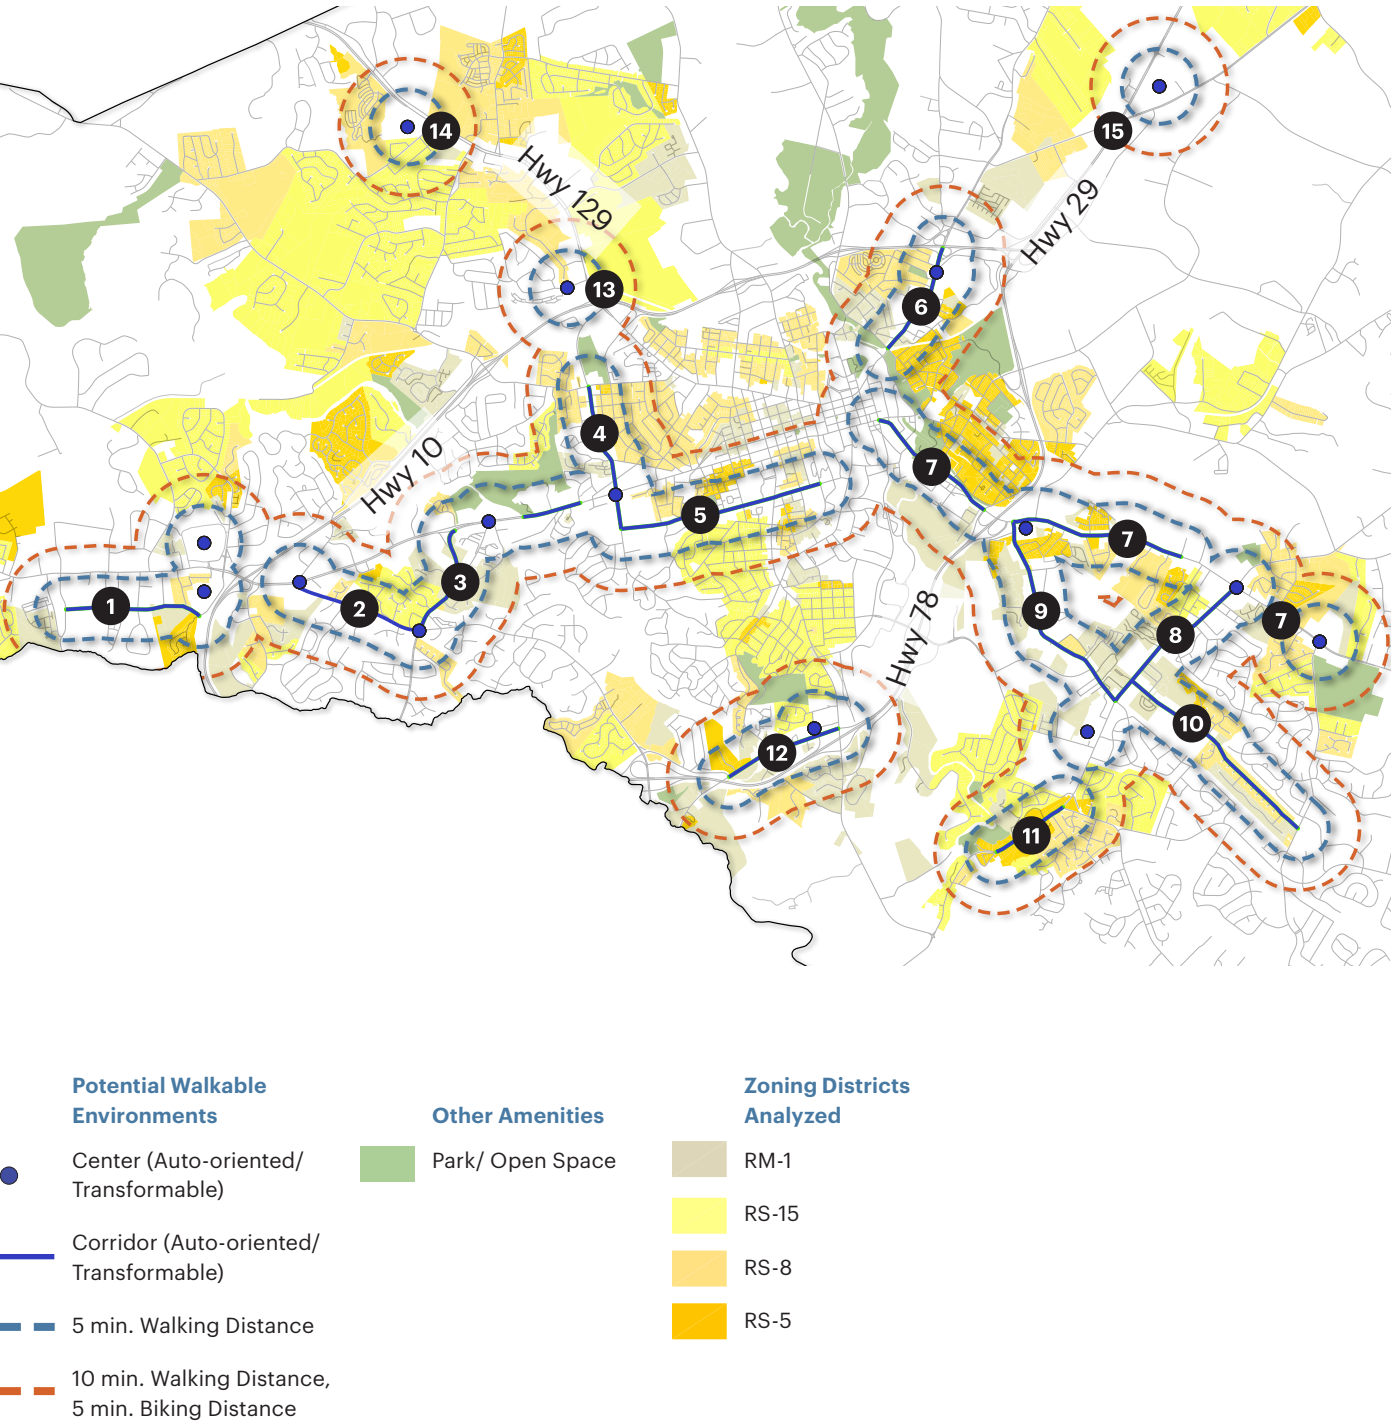 14
15
Hwy 129
Hwy 29
13
6
4
Hwy 10
7
5
7
3
1
2
9
7
8
Hwy 78
10
12
11
Potential Walkable
Environments
Center (Auto-oriented/
Transformable)
Corridor (Auto-oriented/
Transformable)
5 min. Walking Distance
10 min. Walking Distance,
5 min. Biking Distance
Other Amenities
Park/ Open Space
Zoning Districts
Analyzed
RM-1
RS-15
RS-8
RS-5